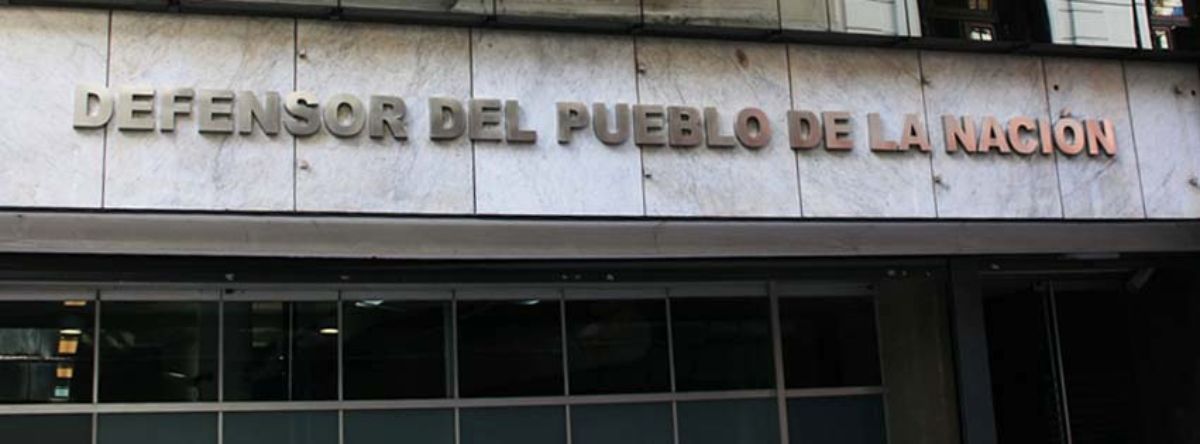 DEFENSOR DEL PUEBLO DE LA NACIÓN